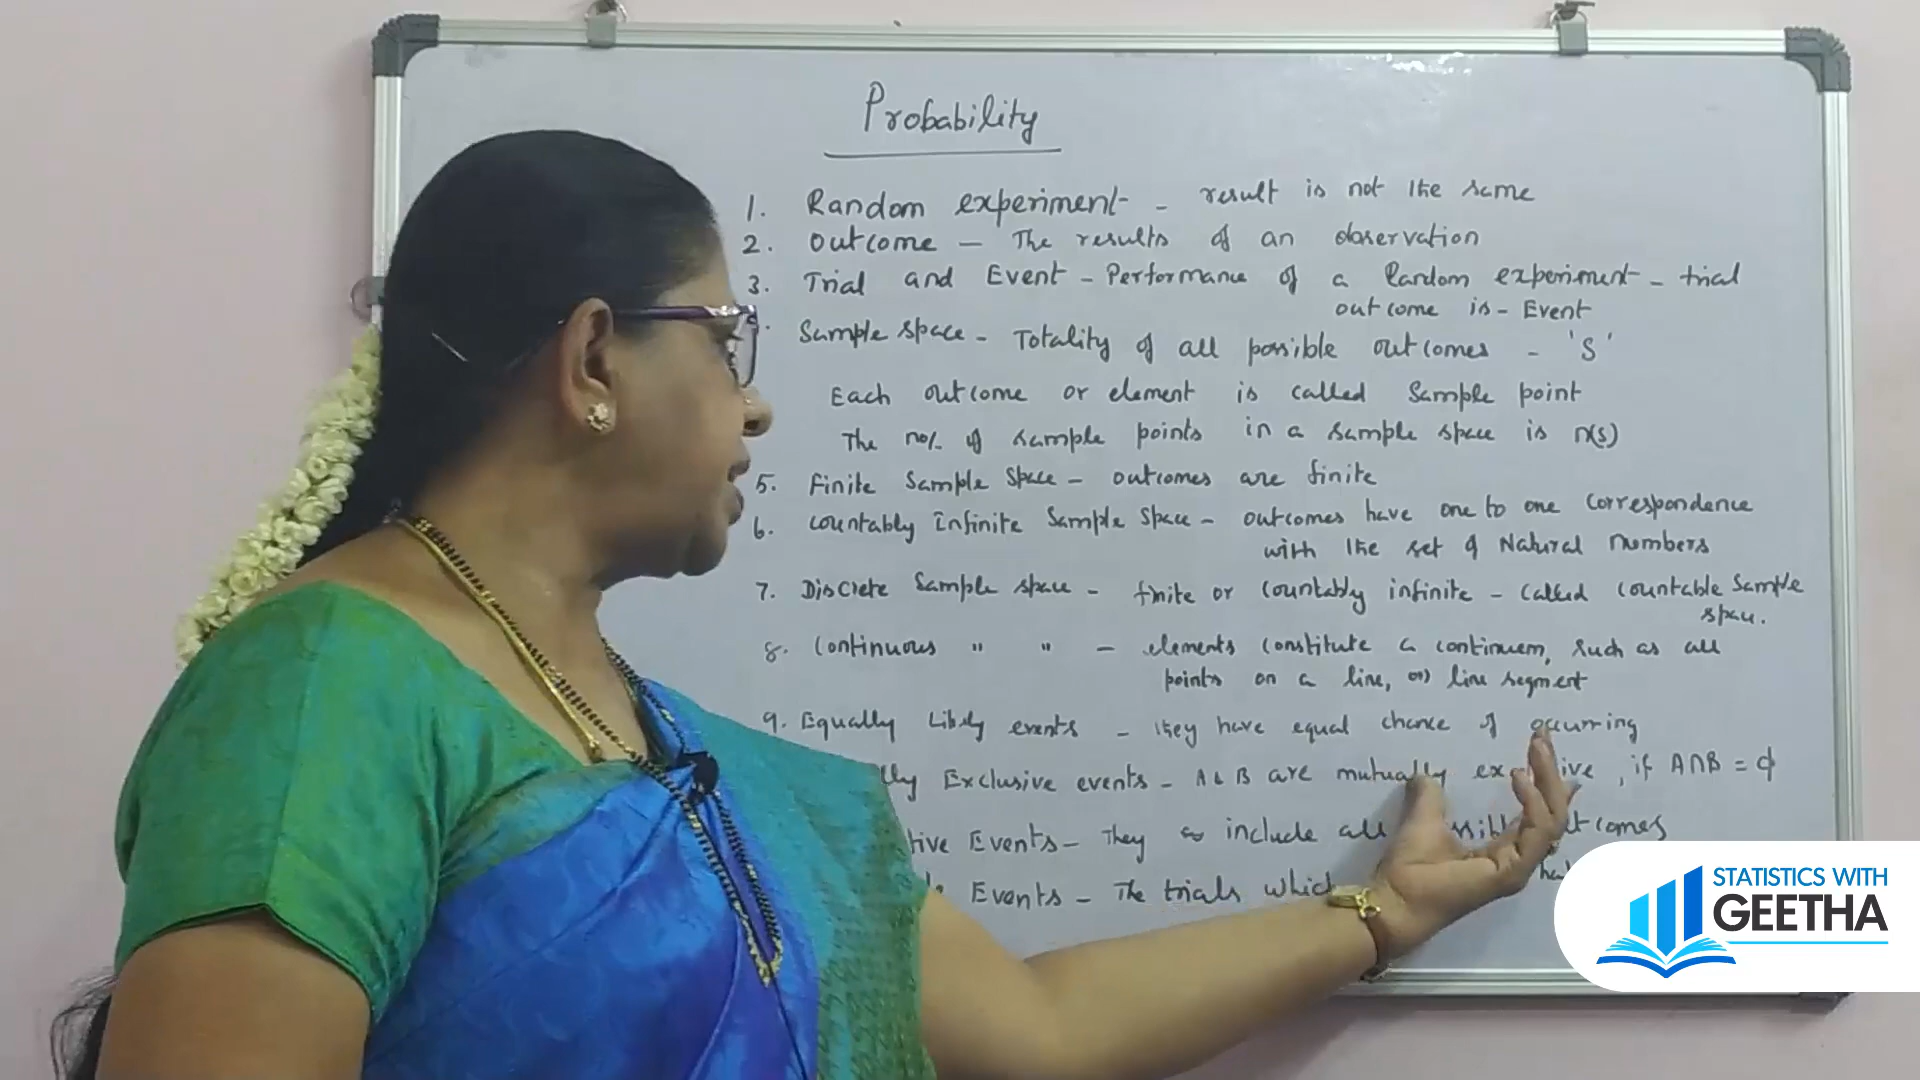 Probability
1. Random experiment - result is not the same
2. Outcome - The results of an observation
3. Trial and Event - Performance of a Random experiment - trial
outcome is - Event
Sample space - Totality of all possible outcomes - 'S'
Each outcome or element is called Sample point
The no/. of sample points in a sample space is n(s)
5. Finite Sample Space - outcomes are finite
6. Countably Infinite Sample Space - outcomes have one to one correspondence
with the set of Natural numbers
7. Discrete Sample space - finite or countably infinite - called countable Sample
space.
8. Continuous " " - elements constitute a continuem, such as all
points on a line, or) line segment
9. Equally Likely events - they have equal chance of occurring
lly Exclusive events - A & B are mutually ex ive, if A∩B = ϕ
tive Events - They include all tcomes
Events - The trials which
STATISTICS WITH
GEETHA